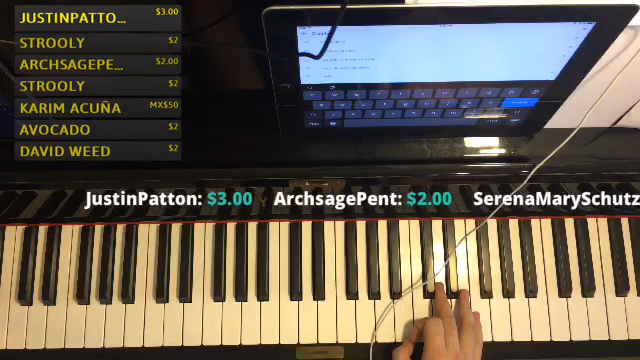 JUSTINPATTO... $3.00
STROOLY $2
ARCHSAGEPE... $2.00
STROOLY $2
KARIM ACUÑA MX$50
AVOCADO $2
DAVID WEED $2
JustinPatton: $3.00 ArchsagePent: $2.00 SerenaMarySchutz